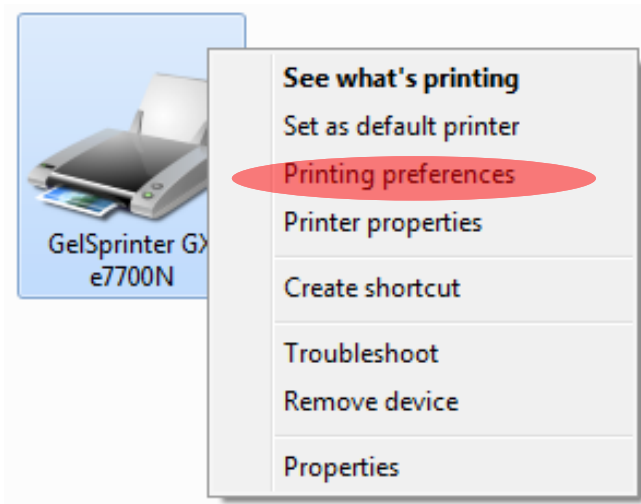 GelSprinter GX
e7700N
See what's printing
Set as default printer
Printing preferences
Printer properties
Create shortcut
Troubleshoot
Remove device
Properties